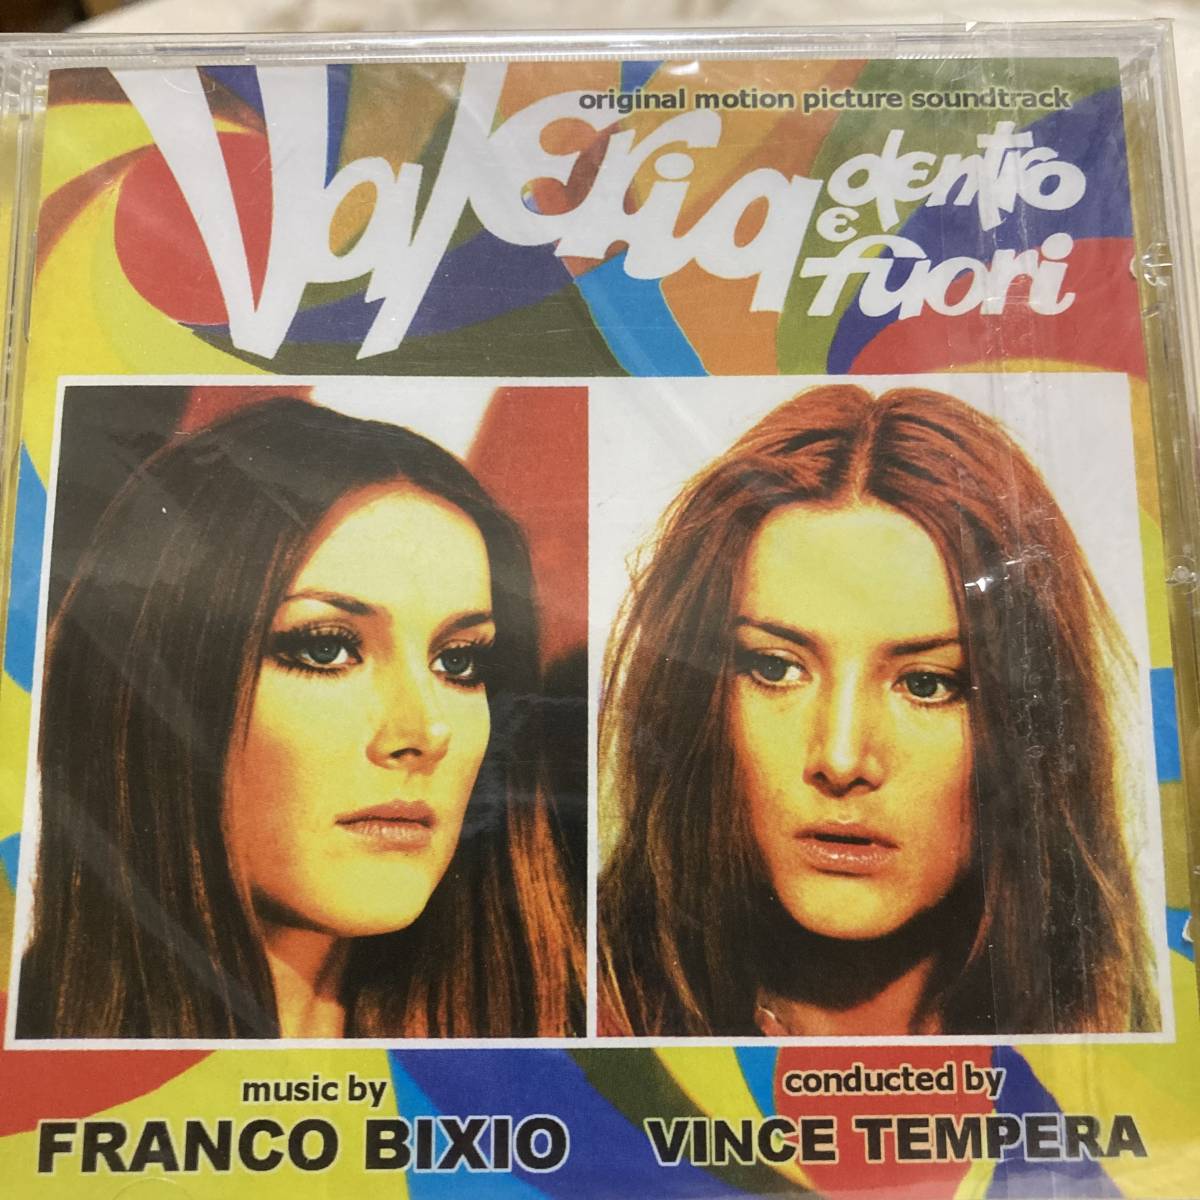 original motion picture soundtrack
ValEria
dEntro
E
fuori
music by
FRANCO BIXIO
conducted by
VINCE TEMPERA